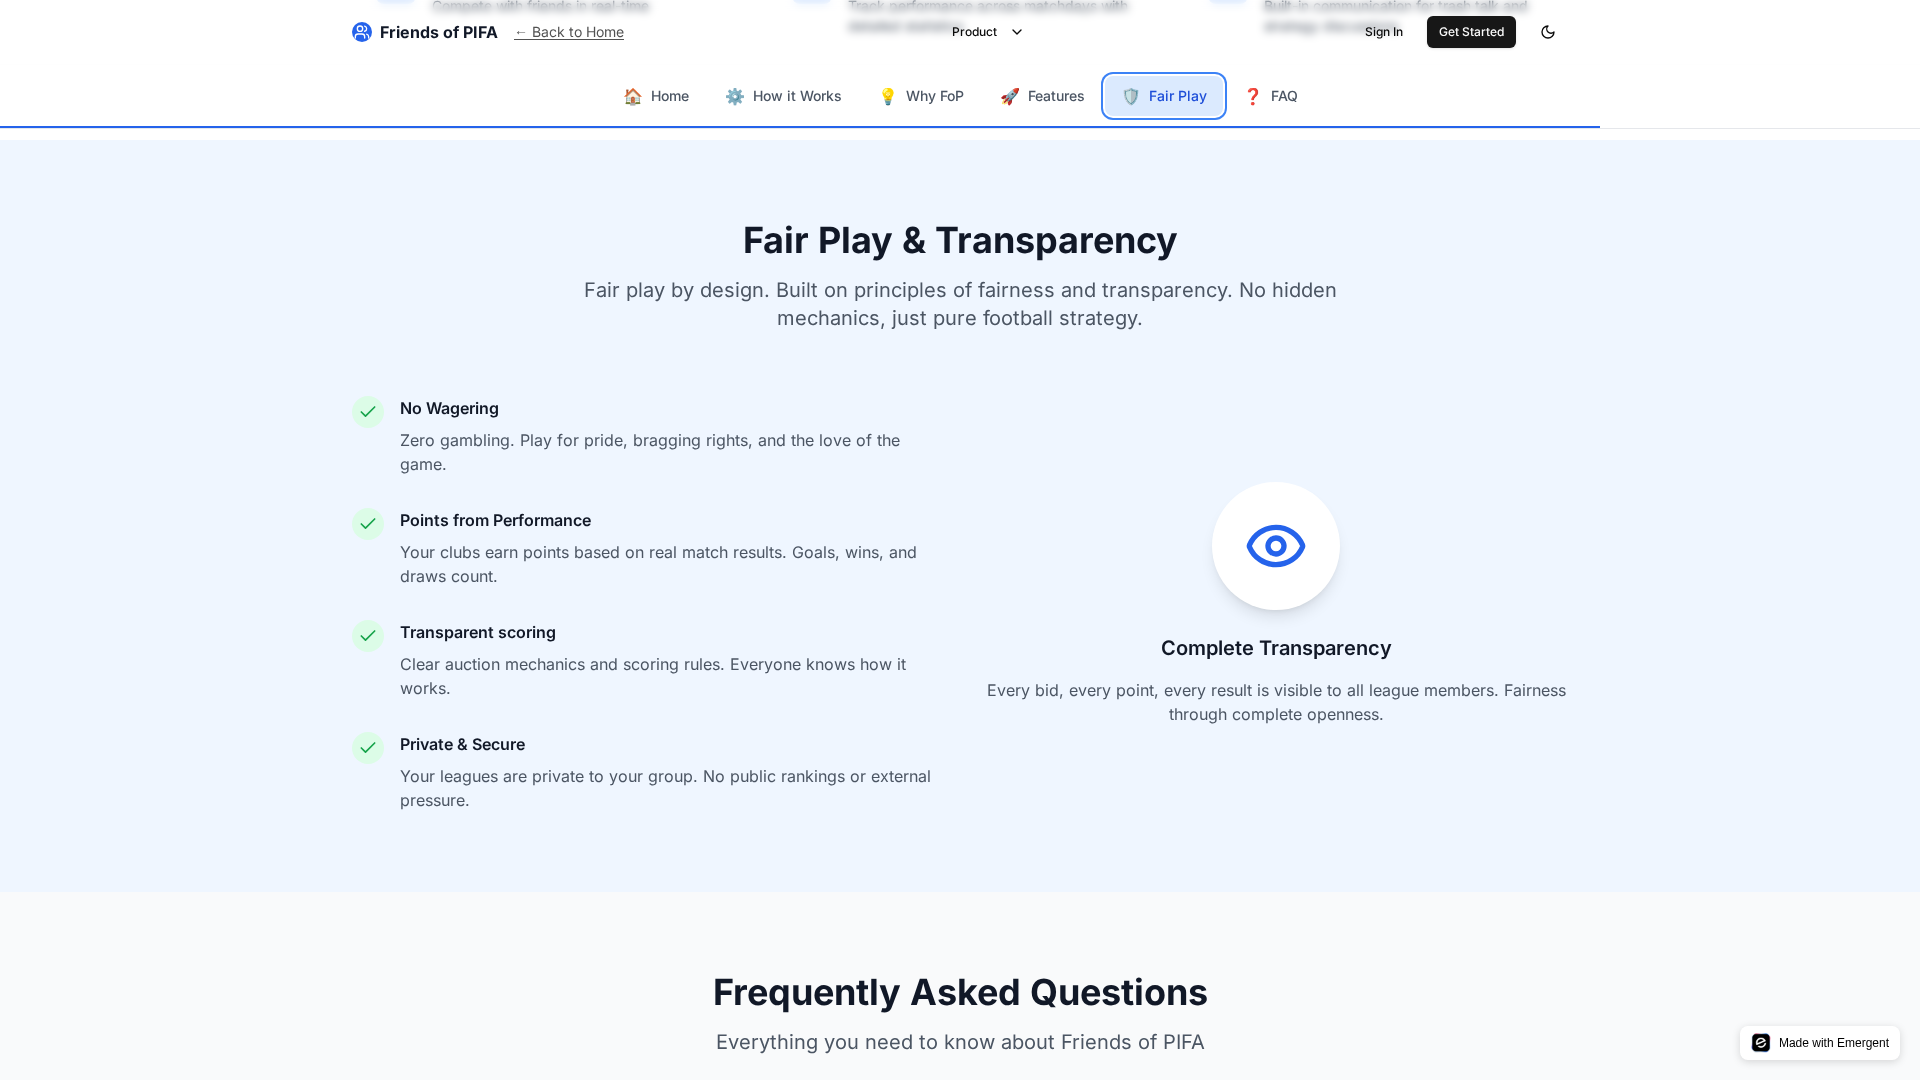 Compete with friends in real-time
Track performance across matchdays with
Built-in communication for trash talk and
Friends of PIFA
← Back to Home
Product
Sign In
Get Started
Home
How it Works
Why FoP
Features
Fair Play
FAQ
Fair Play & Transparency
Fair play by design. Built on principles of fairness and transparency. No hidden
mechanics, just pure football strategy.
No Wagering
Zero gambling. Play for pride, bragging rights, and the love of the
game.
Points from Performance
Your clubs earn points based on real match results. Goals, wins, and
draws count.
Transparent scoring
Clear auction mechanics and scoring rules. Everyone knows how it
works.
Private & Secure
Your leagues are private to your group. No public rankings or external
pressure.
Complete Transparency
Every bid, every point, every result is visible to all league members. Fairness
through complete openness.
Frequently Asked Questions
Everything you need to know about Friends of PIFA
Made with Emergent